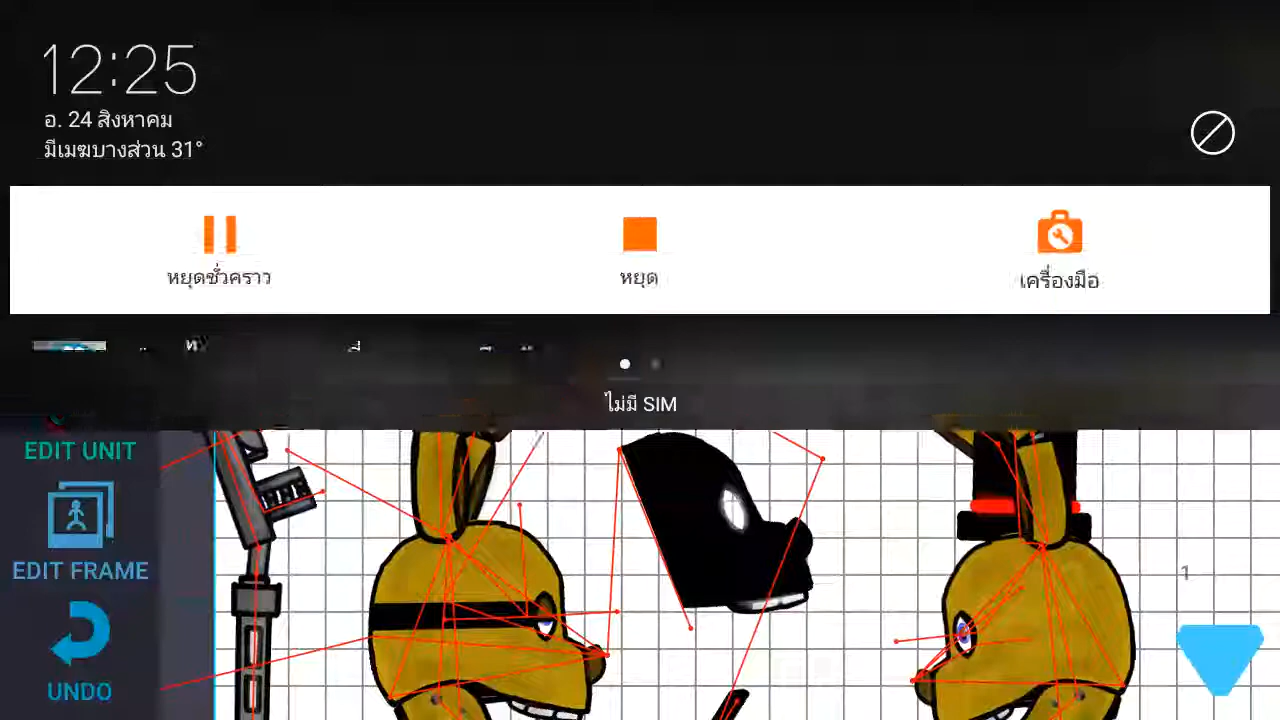 12:25
อ. 24 สิงหาคม
มีเมฆบางส่วน 31°
หยุดชั่วคราว
หยุด
เครื่องมือ
ไม่มี SIM
EDIT UNIT
EDIT FRAME
1
UNDO